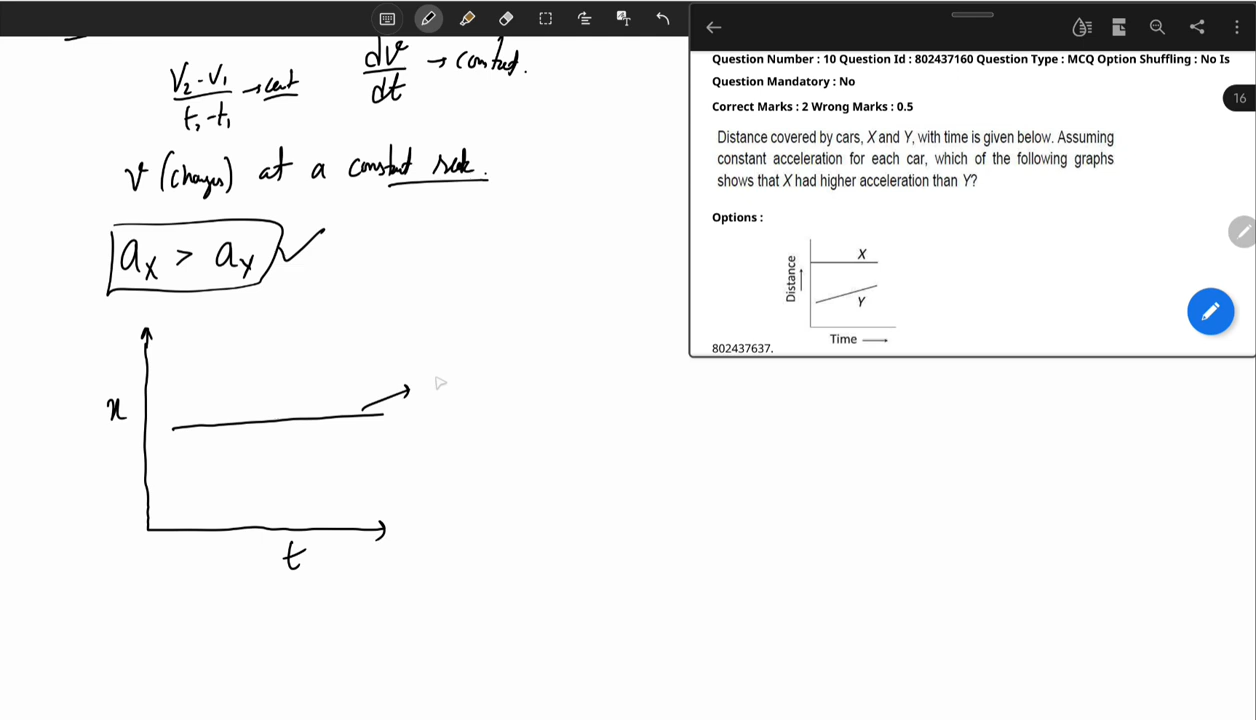 V₂ - V₁ / t₂ - t₁ → const
dv/dt → constant.
v (changes) at a constant rate.
aₓ > aᵧ
x
t
16
Question Number : 10 Question Id : 802437160 Question Type : MCQ Option Shuffling : No Is
Question Mandatory : No
Correct Marks : 2 Wrong Marks : 0.5
Distance covered by cars, X and Y, with time is given below. Assuming
constant acceleration for each car, which of the following graphs
shows that X had higher acceleration than Y?
Options :
X
Distance
Y
Time
802437637.